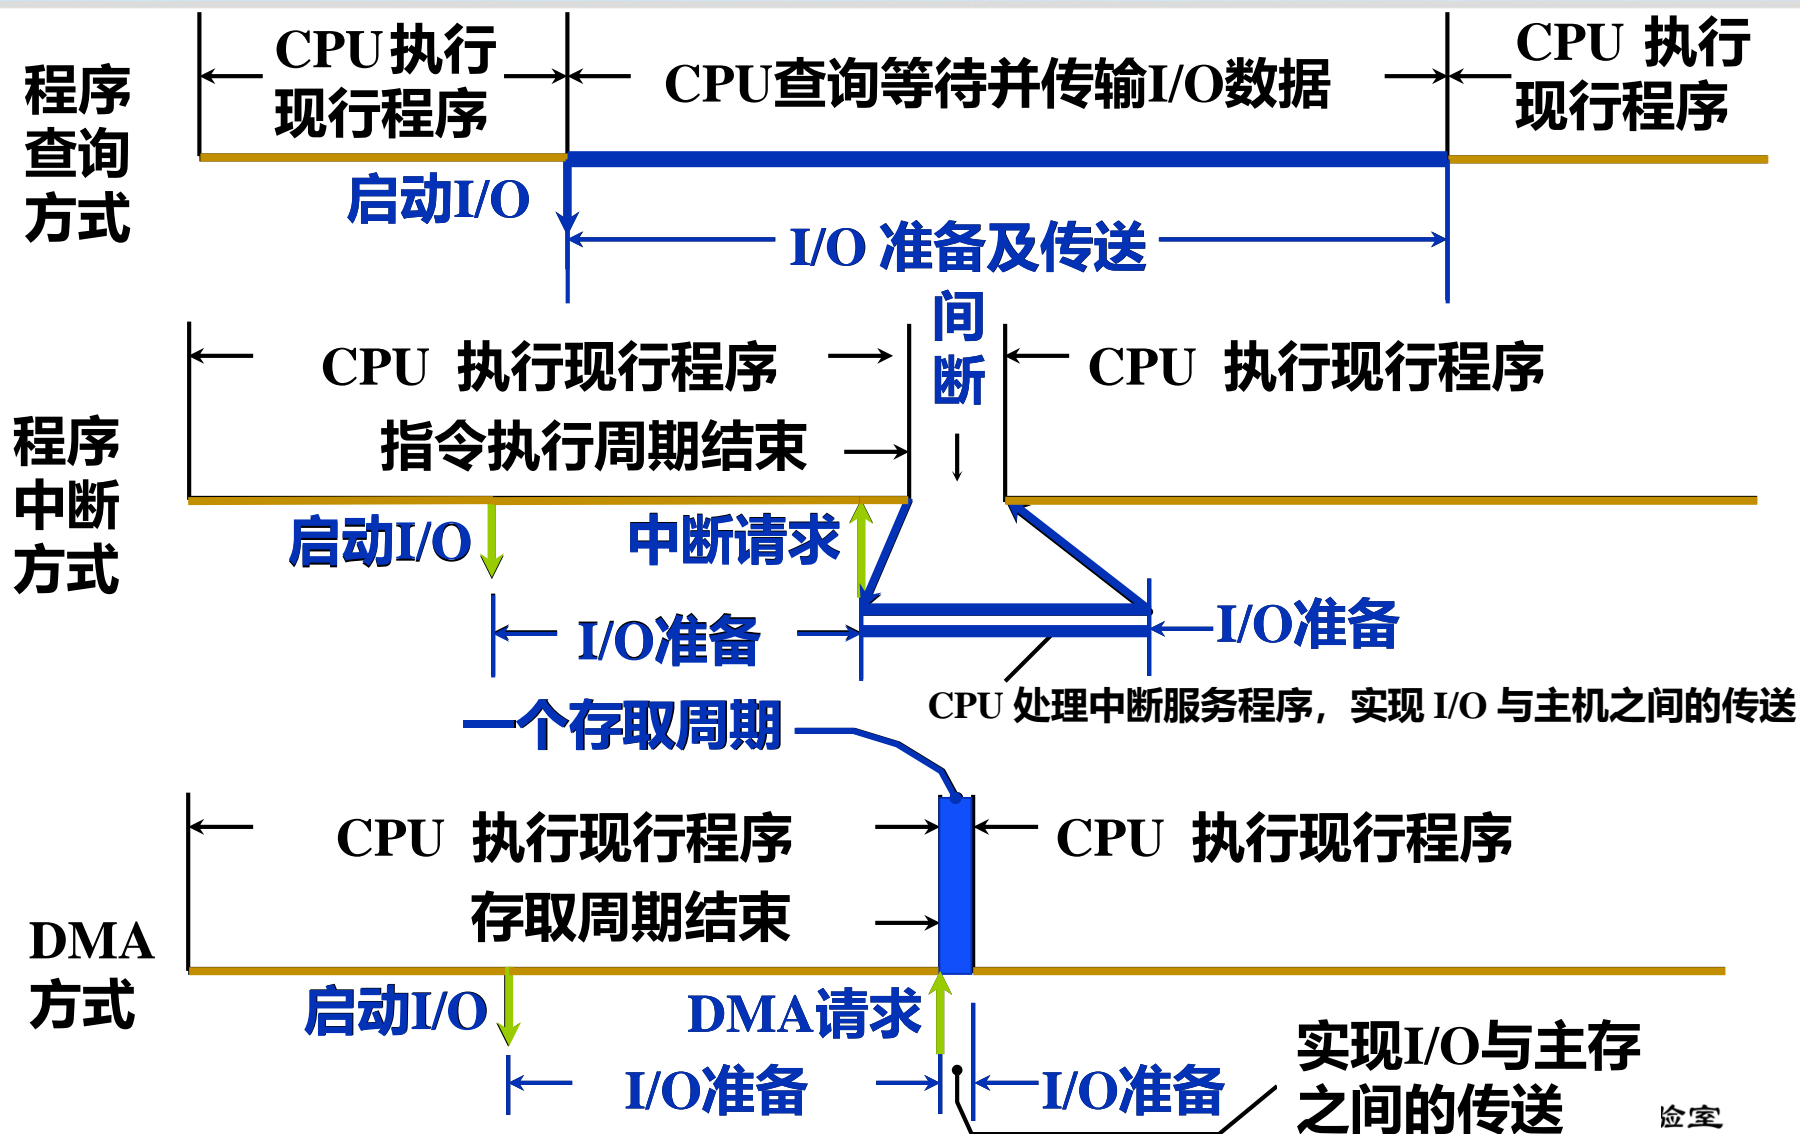 程序
查询
方式
CPU 执行
现行程序
CPU查询等待并传输I/O数据
CPU 执行
现行程序
启动I/O
I/O 准备及传送
程序
中断
方式
CPU 执行现行程序
指令执行周期结束
间
断
CPU 执行现行程序
启动I/O
中断请求
I/O准备
I/O准备
CPU 处理中断服务程序，实现 I/O 与主机之间的传送
一个存取周期
DMA
方式
CPU 执行现行程序
存取周期结束
CPU 执行现行程序
启动I/O
DMA请求
I/O准备
I/O准备
实现I/O与主存
之间的传送
验室